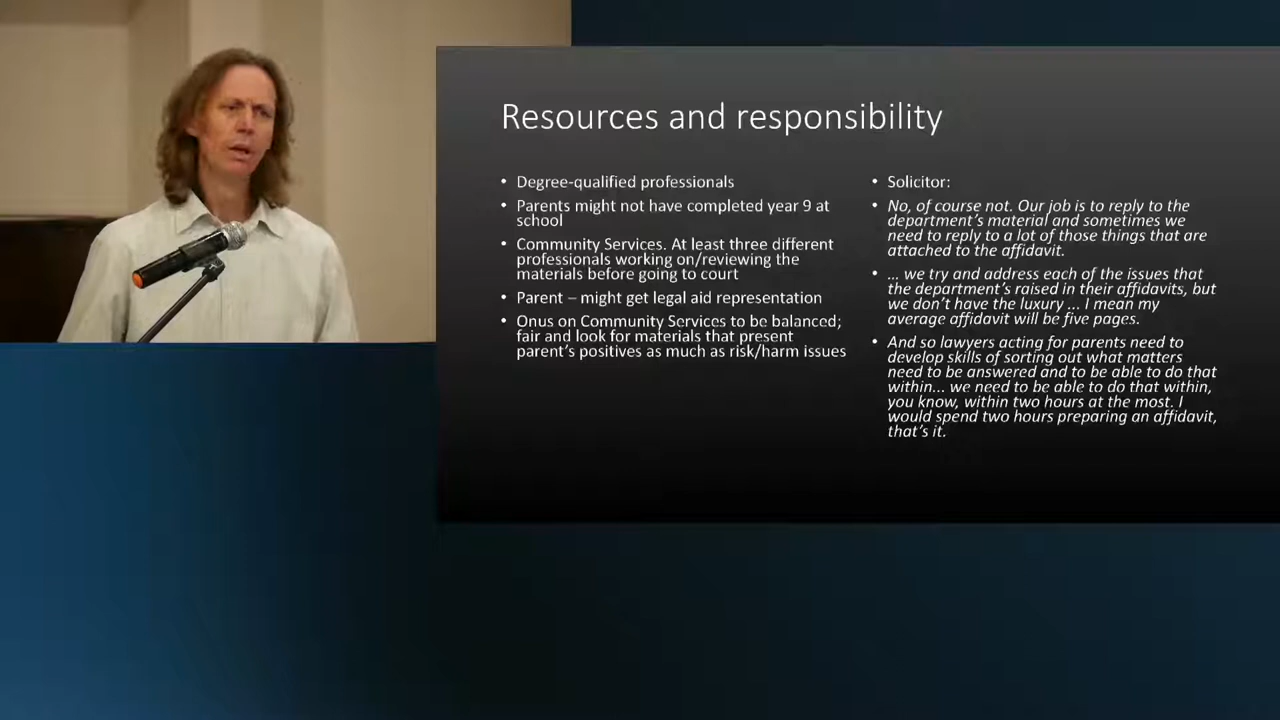 Resources and responsibility
• Degree-qualified professionals
• Parents might not have completed year 9 at
school
• Community Services. At least three different
professionals working on/reviewing the
materials before going to court
• Parent – might get legal aid representation
• Onus on Community Services to be balanced;
fair and look for materials that present
parent's positives as much as risk/harm issues
• Solicitor:
• No, of course not. Our job is to reply to the
department's material and sometimes we
need to reply to a lot of those things that are
attached to the affidavit.
• ... we try and address each of the issues that
the department's raised in their affidavits, but
we don't have the luxury ... I mean my
average affidavit will be five pages.
• And so lawyers acting for parents need to
develop skills of sorting out what matters
need to be answered and to be able to do that
within... we need to be able to do that within,
you know, within two hours at the most. I
would spend two hours preparing an affidavit,
that's it.